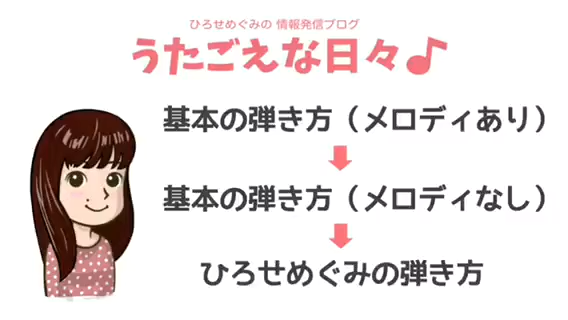 ひろせめぐみの 情報発信ブログ
うたごえな日々♪
基本の弾き方（メロディあり）
基本の弾き方（メロディなし）
ひろせめぐみの弾き方